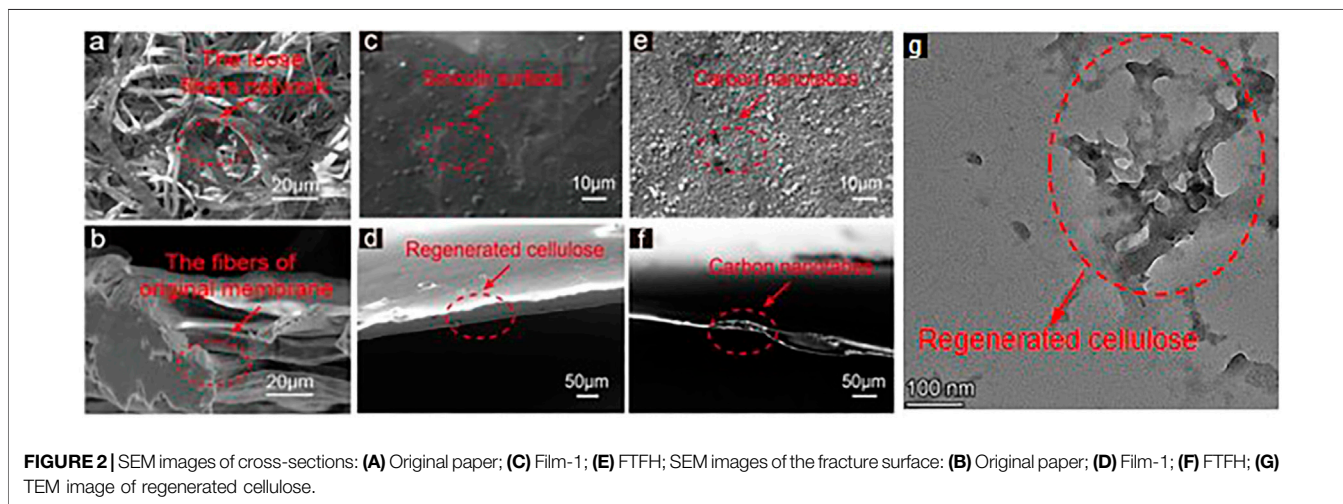 a
The loose
fibers network
20μm
c
Smooth surface
10μm
e
Carbon nanotabes
10μm
g
Regenerated cellulose
100 nm
b
The fibers of
original membrane
20μm
d
Regenerated cellulose
50μm
f
Carbon nanotabes
50μm
FIGURE 2 | SEM images of cross-sections: (A) Original paper; (C) Film-1; (E) FTFH; SEM images of the fracture surface: (B) Original paper; (D) Film-1; (F) FTFH; (G)
TEM image of regenerated cellulose.